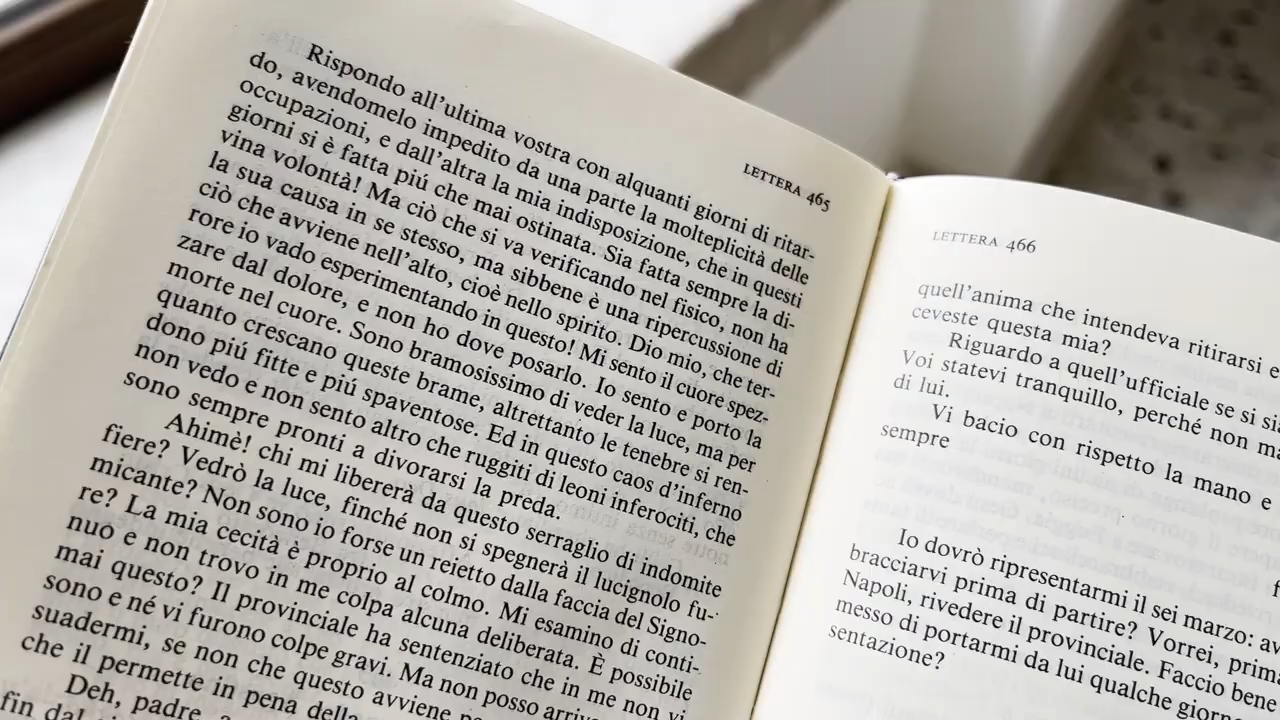 LETTERA 465
Rispondo all'ultima vostra con alquanti giorni di ritar-
do, avendomelo impedito da una parte la molteplicità delle
occupazioni, e dall'altra la mia indisposizione, che in questi
giorni si è fatta piú che mai ostinata. Sia fatta sempre la di-
vina volontà! Ma ciò che si va verificando nel fisico, non ha
la sua causa in se stesso, ma sibbene è una ripercussione di
ciò che avviene nell'alto, cioè nello spirito. Dio mio, che ter-
rore io vado esperimentando in questo! Mi sento il cuore spez-
zare dal dolore, e non ho dove posarlo. Io sento e porto la
morte nel cuore. Sono bramosissimo di veder la luce, ma per
quanto crescano queste brame, altrettanto le tenebre si ren-
dono piú fitte e piú spaventose. Ed in questo caos d'inferno
non vedo e non sento altro che ruggiti di leoni inferociti, che
sono sempre pronti a divorarsi la preda.
Ahimè! chi mi libererà da questo serraglio di indomite
fiere? Vedrò la luce, finché non si spegnerà il lucignolo fu-
micante? Non sono io forse un reietto dalla faccia del Signo-
re? La mia cecità è proprio al colmo. Mi esamino di conti-
nuo e non trovo in me colpa alcuna deliberata. È possibile
mai questo? Il provinciale ha sentenziato che in me non vi
sono e né vi furono colpe gravi. Ma non posso
suadermi, se non che questo avviene
che il permette in pena della
Deh, padre,
fin dal
LETTERA 466
quell'anima che intendeva ritirarsi
ceveste questa mia?
Riguardo a quell'ufficiale se si
Voi statevi tranquillo, perché non
di lui.
Vi bacio con rispetto la mano e
sempre
Io dovrò ripresentarmi il sei marzo:
bracciarvi prima di partire? Vorrei,
Napoli, rivedere il provinciale. Faccio bene
messo di portarmi da lui qualche
sentazione?